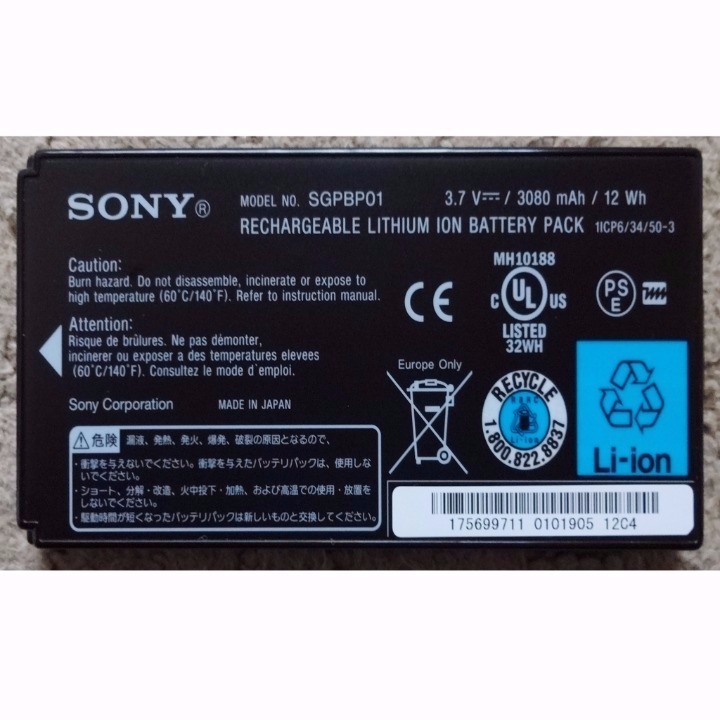 SONY®
MODEL NO. SGPBP01
3.7 V⎓ / 3080 mAh / 12 Wh
RECHARGEABLE LITHIUM ION BATTERY PACK 1ICP6/34/50-3
Caution:
Burn hazard. Do not disassemble, incinerate or expose to
high temperature (60°C/140°F). Refer to instruction manual.
Attention:
Risque de brûlures. Ne pas démonter,
incinerer ou exposer a des temperatures elevees
(60°C/140°F). Consultez le mode d'emploi.
Sony Corporation MADE IN JAPAN
CE
MH10188
C UL US
LISTED
32WH
PS
E
Europe Only
RECYCLE
RBRC
Li-ion
1.800.822.8837
Li-ion
危険 漏液、発熱、発火、爆発、破裂の原因となるので、
・衝撃を与えないでください。衝撃を与えたバッテリパックは、使用しな
いでください。
・ショート、分解・改造、火中投下・加熱、および高温での使用・放置を
しないでください。
・駆動時間が短くなったバッテリパックは新しいものと交換してください。
175699711 0101905 12C4